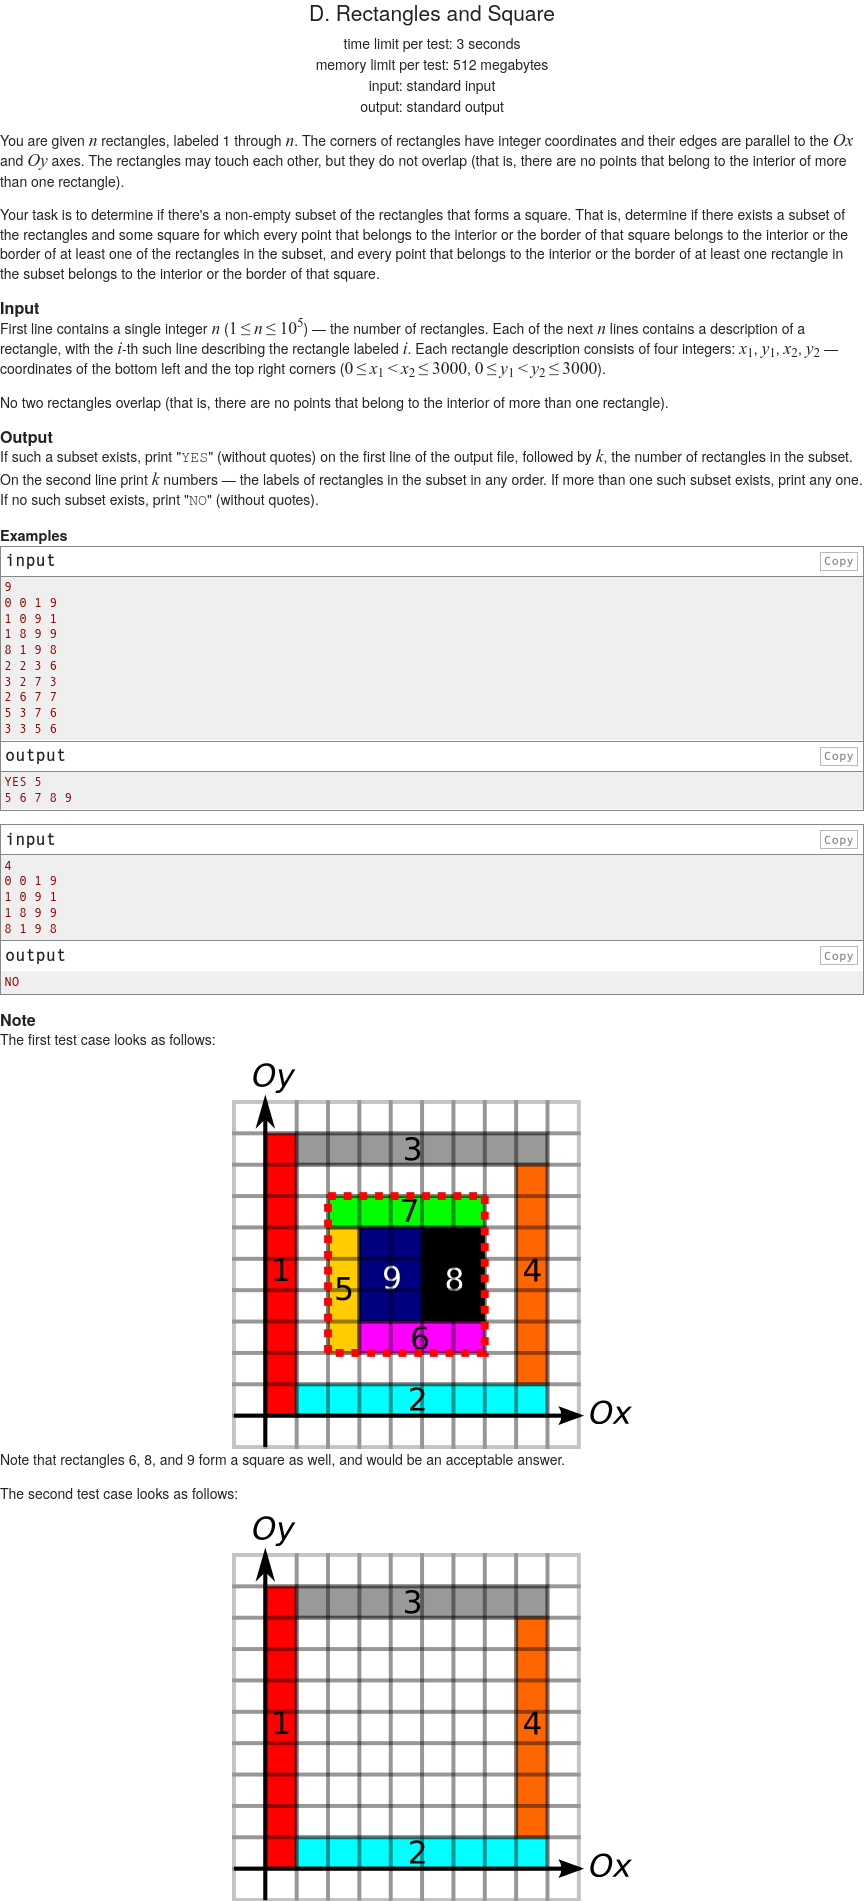 D. Rectangles and Square
time limit per test: 3 seconds
memory limit per test: 512 megabytes
input: standard input
output: standard output
You are given n rectangles, labeled 1 through n. The corners of rectangles have integer coordinates and their edges are parallel to the Ox
and Oy axes. The rectangles may touch each other, but they do not overlap (that is, there are no points that belong to the interior of more
than one rectangle).
Your task is to determine if there's a non-empty subset of the rectangles that forms a square. That is, determine if there exists a subset of
the rectangles and some square for which every point that belongs to the interior or the border of that square belongs to the interior or the
border of at least one of the rectangles in the subset, and every point that belongs to the interior or the border of at least one rectangle in
the subset belongs to the interior or the border of that square.
Input
First line contains a single integer n (1 ≤ n ≤ 10^5) — the number of rectangles. Each of the next n lines contains a description of a
rectangle, with the i-th such line describing the rectangle labeled i. Each rectangle description consists of four integers: x1, y1, x2, y2 —
coordinates of the bottom left and the top right corners (0 ≤ x1 < x2 ≤ 3000, 0 ≤ y1 < y2 ≤ 3000).
No two rectangles overlap (that is, there are no points that belong to the interior of more than one rectangle).
Output
If such a subset exists, print "YES" (without quotes) on the first line of the output file, followed by k, the number of rectangles in the subset.
On the second line print k numbers — the labels of rectangles in the subset in any order. If more than one such subset exists, print any one.
If no such subset exists, print "NO" (without quotes).
Examples
input Copy
9
0 0 1 9
1 0 9 1
1 8 9 9
8 1 9 8
2 2 3 6
3 2 7 3
2 6 7 7
5 3 7 6
3 3 5 6
output Copy
YES 5
5 6 7 8 9
input Copy
4
0 0 1 9
1 0 9 1
1 8 9 9
8 1 9 8
output Copy
NO
Note
The first test case looks as follows:
Oy
3
7
1 5 9 8 4
6
2
Ox
Note that rectangles 6, 8, and 9 form a square as well, and would be an acceptable answer.
The second test case looks as follows:
Oy
3
1 4
2
Ox